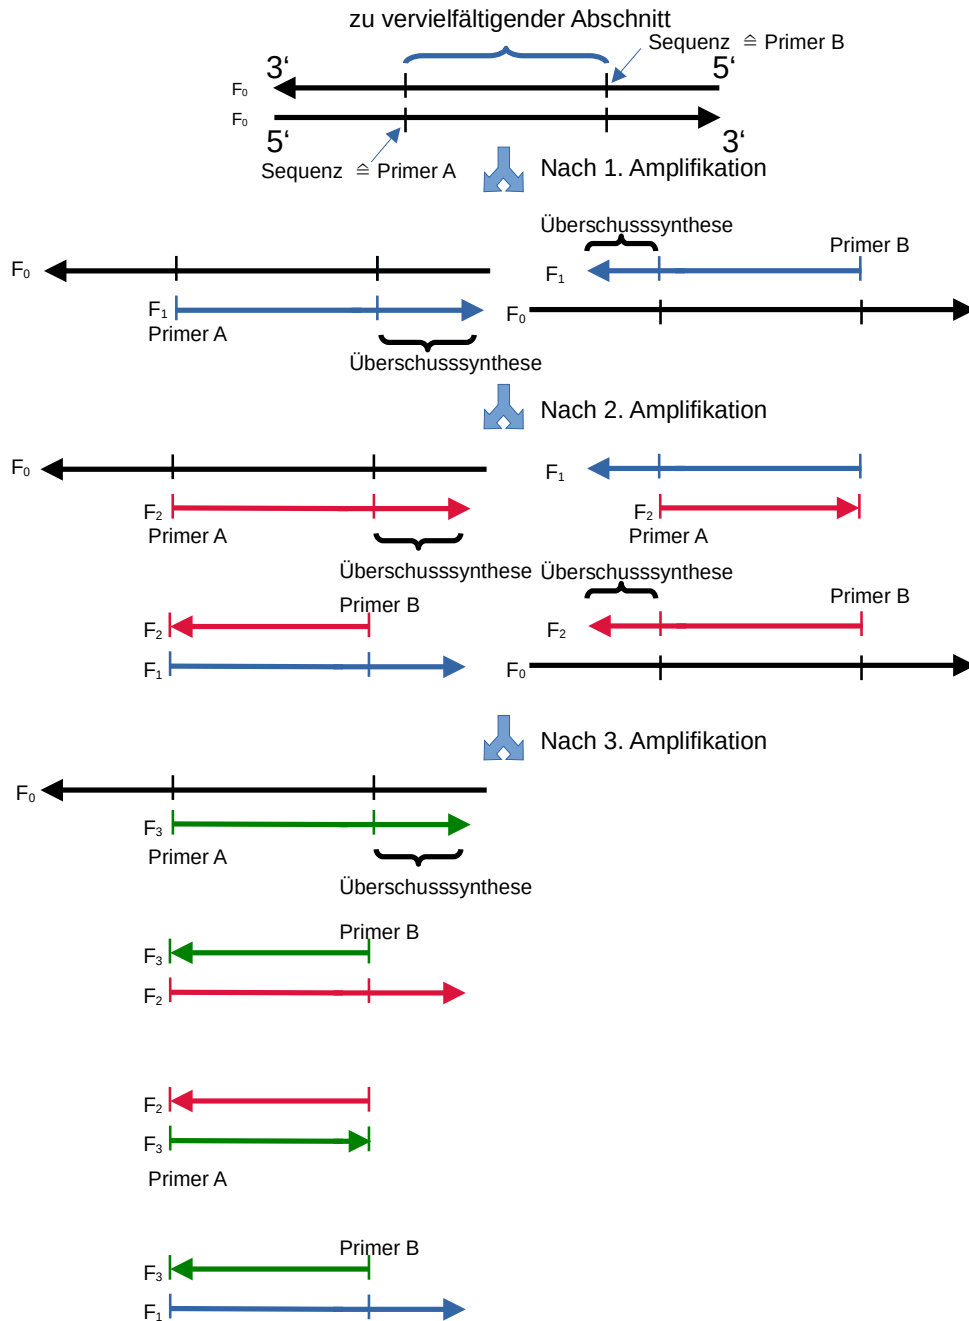 zu vervielfältigender Abschnitt
Sequenz ≙ Primer B
3‘ 5‘
F₀
F₀
5‘ 3‘
Sequenz ≙ Primer A
Nach 1. Amplifikation
Überschusssynthese
Primer B
F₀ F₁
F₁ F₀
Primer A
Überschusssynthese
Nach 2. Amplifikation
F₀ F₁
F₂ F₂
Primer A Primer A
Überschusssynthese Überschusssynthese
Primer B Primer B
F₂ F₂
F₁ F₀
Nach 3. Amplifikation
F₀
F₃
Primer A
Überschusssynthese
Primer B
F₃
F₂
F₂
F₃
Primer A
Primer B
F₃
F₁